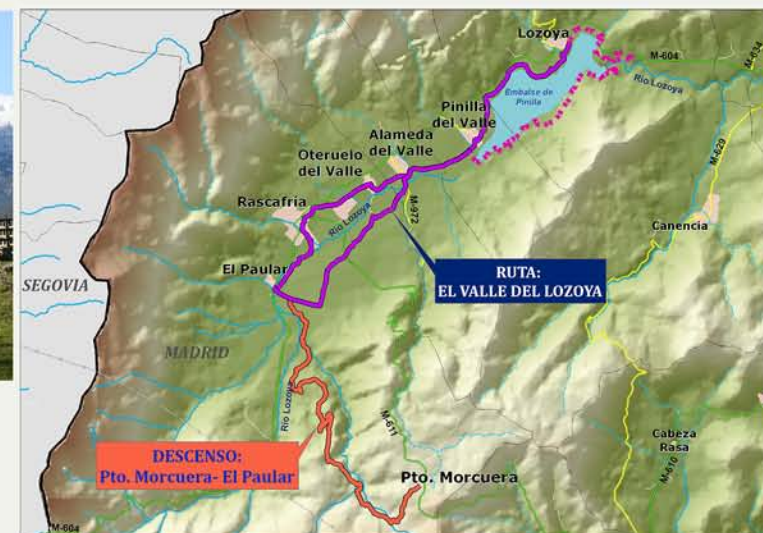 Lozoya
M-604
M-634
Río Lozoya
Embalse de
Pinilla
Pinilla
del Valle
Alameda
del Valle
Oteruelo
del Valle
M-629
Rascafría
Río Lozoya
M-972
Canencia
El Paular
RUTA:
EL VALLE DEL LOZOYA
SEGOVIA
MADRID
Río Lozoya
M-611
Cabeza
Rasa
M-610
DESCENSO:
Pto. Morcuera- El Paular
Pto. Morcuera
M-604